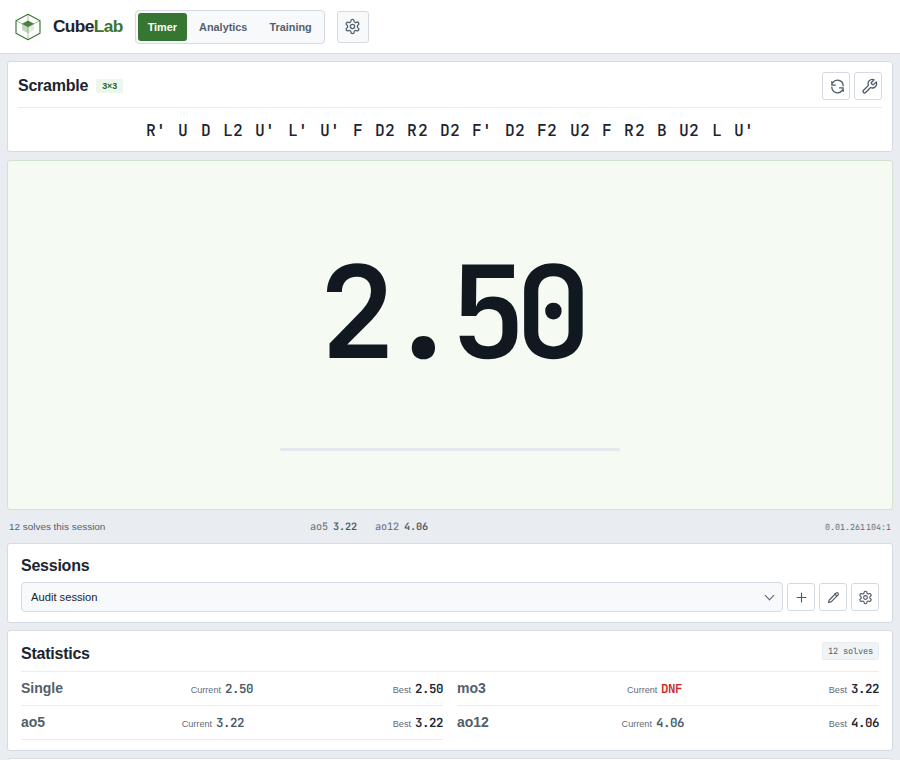 CubeLab Timer Analytics Training
Scramble 3×3
R' U D L2 U' L' U' F D2 R2 D2 F' D2 F2 U2 F R2 B U2 L U'
2.50
12 solves this session ao5 3.22 ao12 4.06 0.01.261104:1
Sessions
Audit session
Statistics 12 solves
Single Current 2.50 Best 2.50 mo3 Current DNF Best 3.22
ao5 Current 3.22 Best 3.22 ao12 Current 4.06 Best 4.06